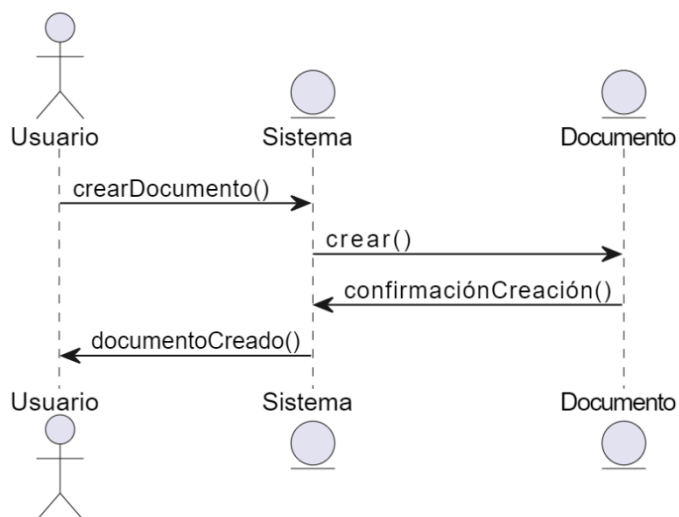 Usuario
Sistema
Documento
crearDocumento()
crear()
confirmaciónCreación()
documentoCreado()
Usuario
Sistema
Documento